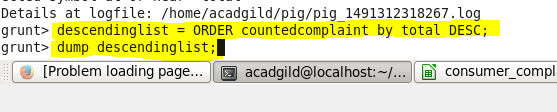 Details at logfile: /home/acadgild/pig/pig_1491312318267.log
grunt> descendinglist = ORDER countedcomplaint by total DESC;
grunt> dump descendinglist;
[Problem loading page... acadgild@localhost:~/... consumer_compl